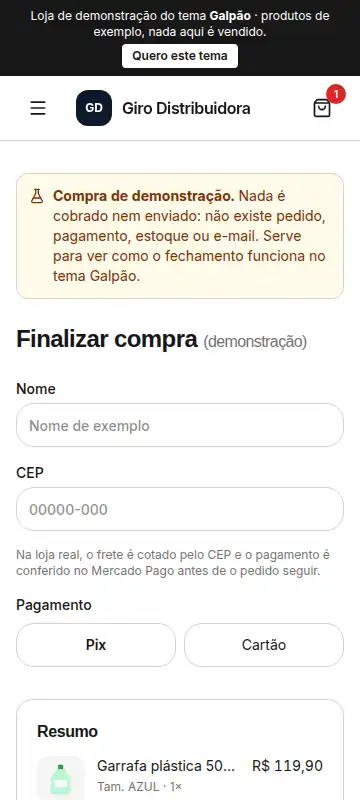 Loja de demonstração do tema Galpão · produtos de
exemplo, nada aqui é vendido.
Quero este tema
GD
Giro Distribuidora
1
Compra de demonstração. Nada é
cobrado nem enviado: não existe pedido,
pagamento, estoque ou e-mail. Serve
para ver como o fechamento funciona no
tema Galpão.
Finalizar compra (demonstração)
Nome
Nome de exemplo
CEP
00000-000
Na loja real, o frete é cotado pelo CEP e o pagamento é
conferido no Mercado Pago antes de o pedido seguir.
Pagamento
Pix
Cartão
Resumo
Garrafa plástica 50... R$ 119,90
Tam. AZUL · 1×